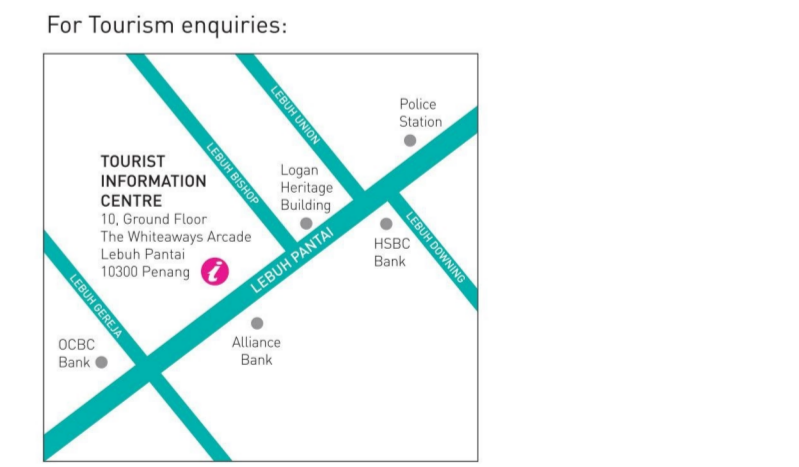 For Tourism enquiries:
LEBUH UNION
Police
Station
LEBUH BISHOP
TOURIST
INFORMATION
CENTRE
10, Ground Floor
The Whiteaways Arcade
Lebuh Pantai
10300 Penang
i
Logan
Heritage
Building
LEBUH PANTAI
HSBC
Bank
LEBUH DOWNING
LEBUH GEREJA
OCBC
Bank
Alliance
Bank